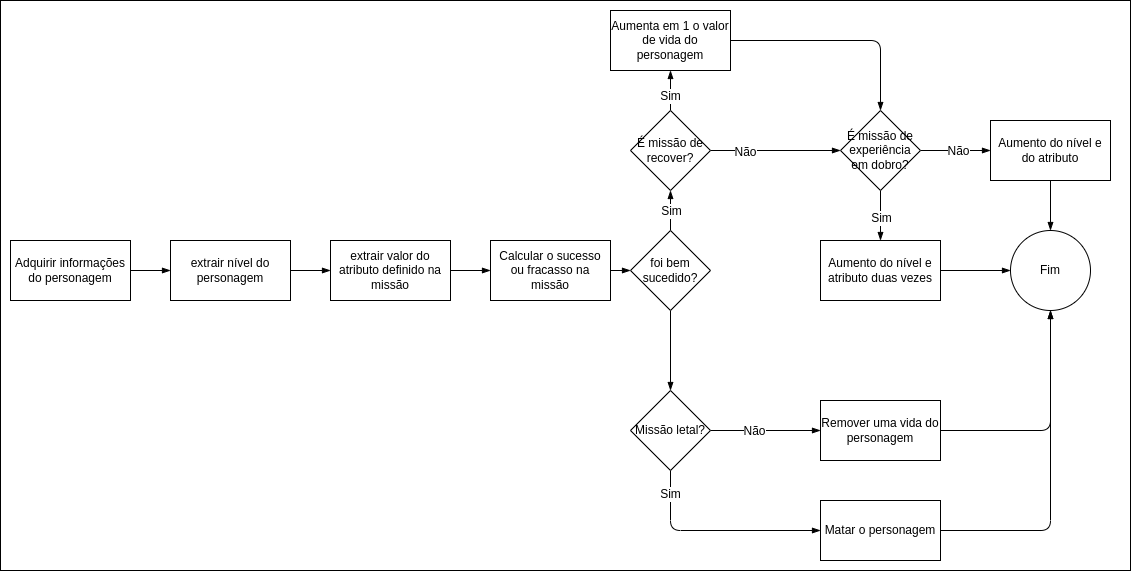 Aumenta em 1 o valor
de vida do
personagem
Sim
É missão de
recover?
Não
É missão de
experiência
em dobro?
Não
Aumento do nível e
do atributo
Sim
Sim
Adquirir informações
do personagem
extrair nível do
personagem
extrair valor do
atributo definido na
missão
Calcular o sucesso
ou fracasso na
missão
foi bem
sucedido?
Aumento do nível e
atributo duas vezes
Fim
Missão letal?
Não
Remover uma vida do
personagem
Sim
Matar o personagem